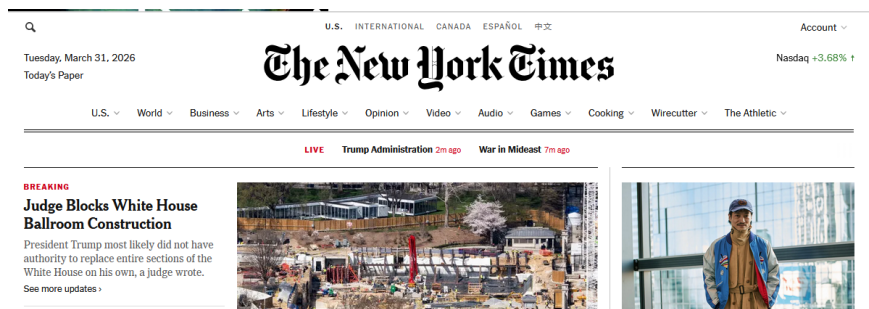 U.S. INTERNATIONAL CANADA ESPAÑOL 中文
Account
Tuesday, March 31, 2026
Today's Paper
The New York Times
Nasdaq +3.68% ↑
U.S. World Business Arts Lifestyle Opinion Video Audio Games Cooking Wirecutter The Athletic
LIVE Trump Administration 2m ago War in Mideast 7m ago
BREAKING
Judge Blocks White House
Ballroom Construction
President Trump most likely did not have
authority to replace entire sections of the
White House on his own, a judge wrote.
See more updates ›